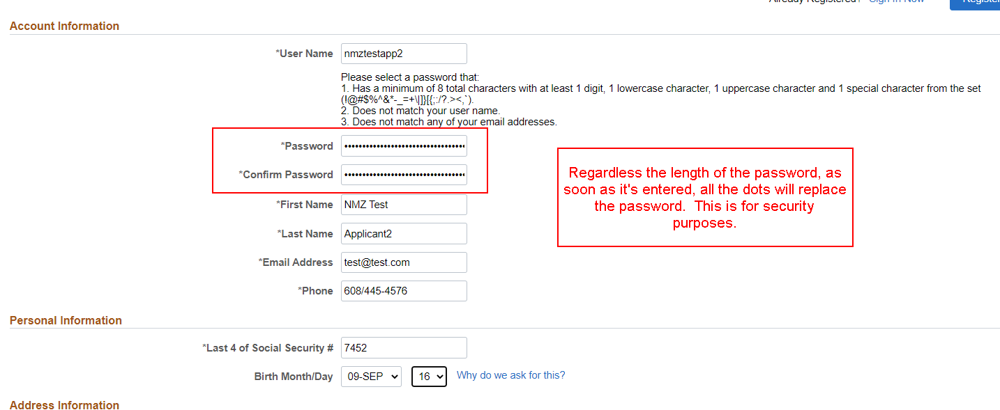 Already Registered? Sign In Now Register
Account Information
*User Name nmztestapp2
Please select a password that:
1. Has a minimum of 8 total characters with at least 1 digit, 1 lowercase character, 1 uppercase character and 1 special character from the set
(!@#$%^&*-_=+\|]}[{;:/?.><,`).
2. Does not match your user name.
3. Does not match any of your email addresses.
*Password ••••••••••••••••••••••••••••••••••
*Confirm Password ••••••••••••••••••••••••••••••••••
Regardless the length of the password, as
soon as it's entered, all the dots will replace
the password.  This is for security
purposes.
*First Name NMZ Test
*Last Name Applicant2
*Email Address test@test.com
*Phone 608/445-4576
Personal Information
*Last 4 of Social Security # 7452
Birth Month/Day 09-SEP 16 Why do we ask for this?
Address Information